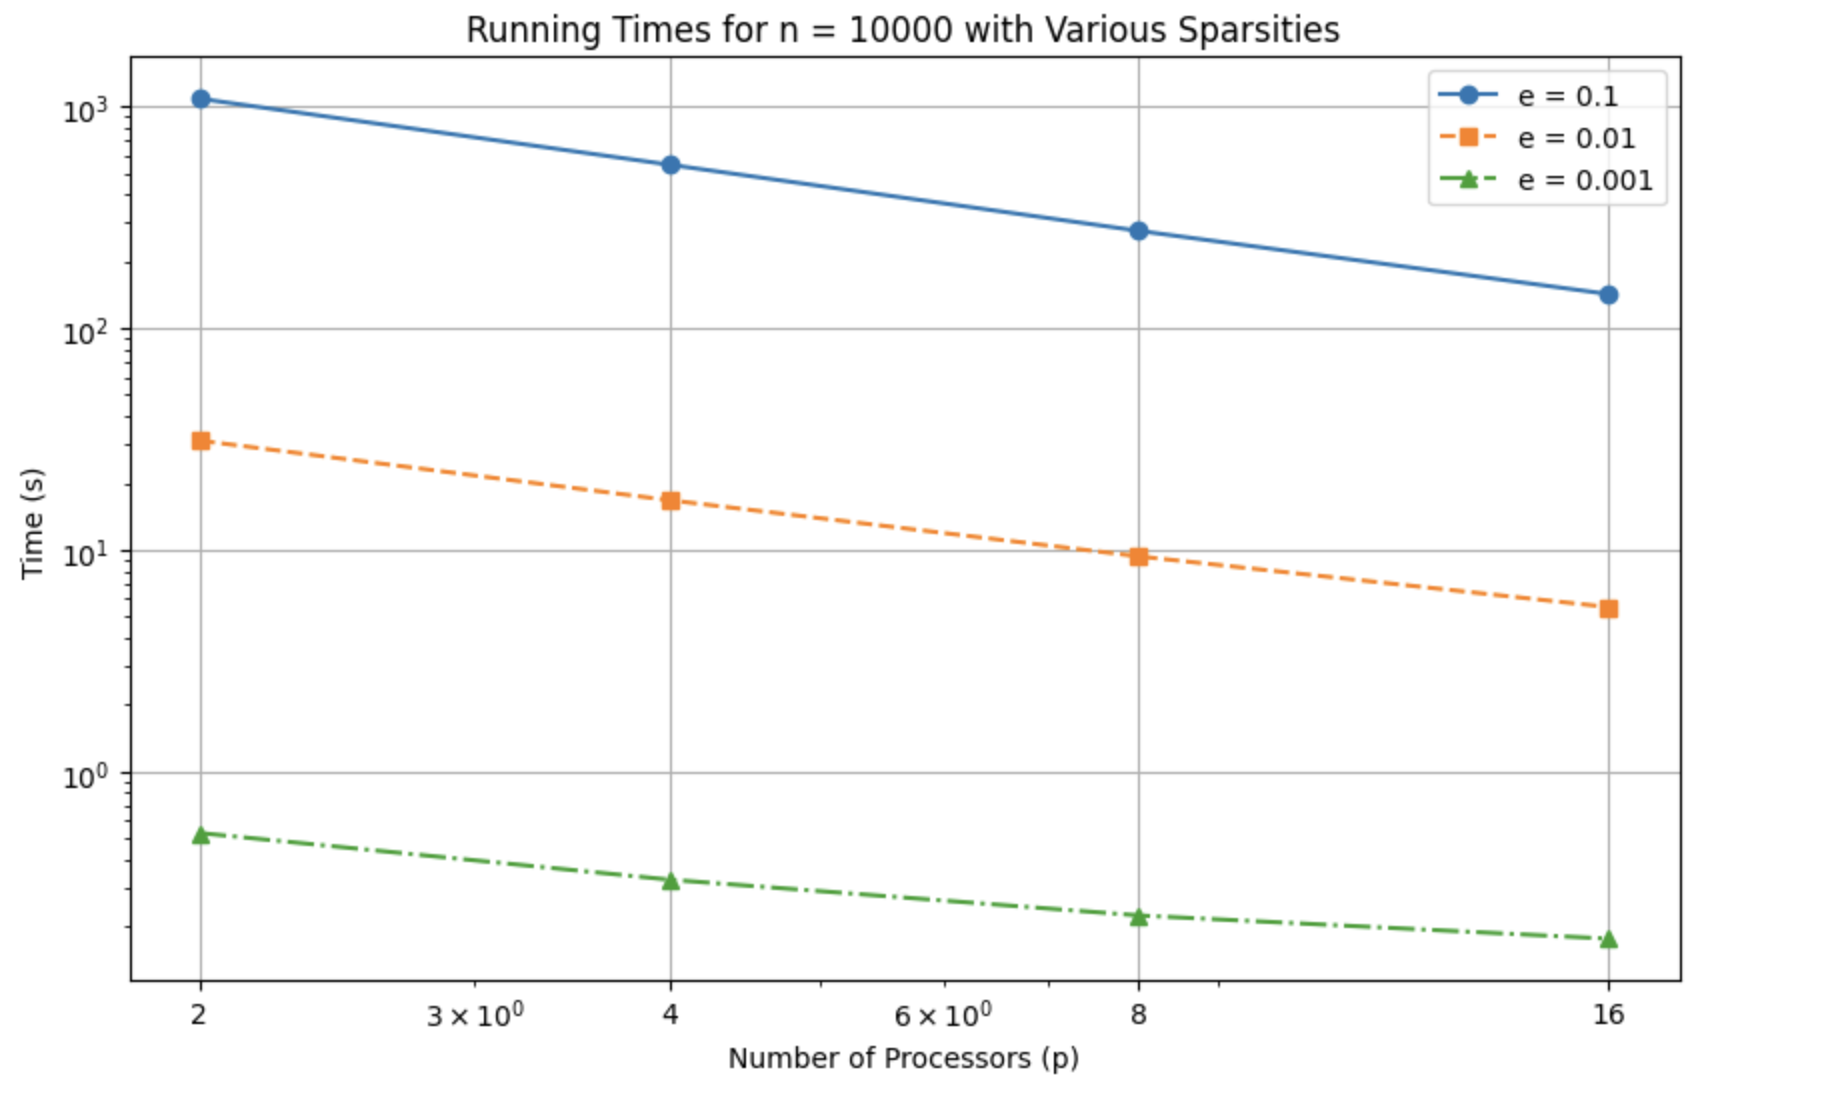 Running Times for n = 10000 with Various Sparsities
e = 0.1
e = 0.01
e = 0.001
10³
10²
10¹
10⁰
Time (s)
2
3 × 10⁰
4
6 × 10⁰
8
16
Number of Processors (p)